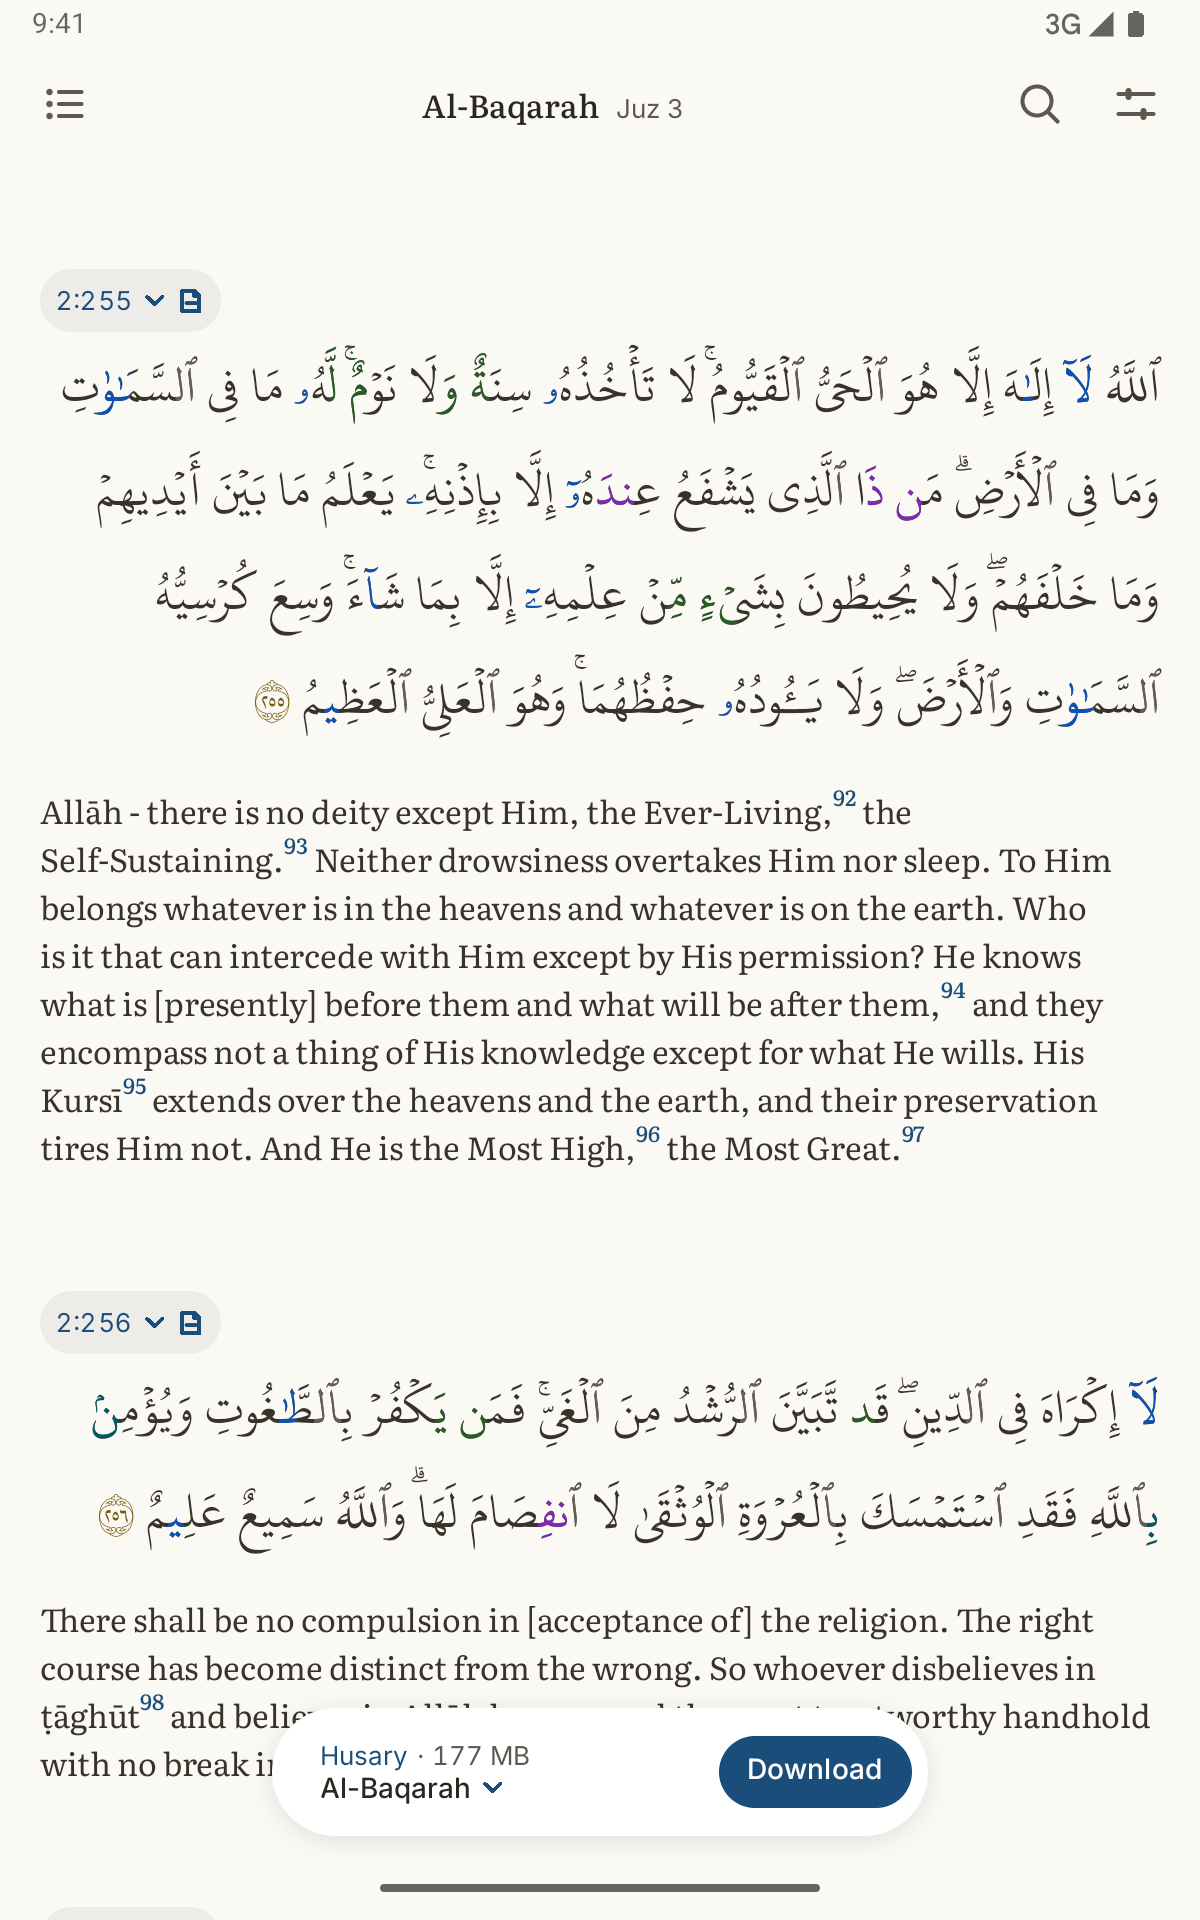 9:41
3G
Al-Baqarah Juz 3
2:255
ٱللَّهُ لَآ إِلَـٰهَ إِلَّا هُوَ ٱلْحَىُّ ٱلْقَيُّومُ ۚ لَا تَأْخُذُهُۥ سِنَةٌ وَلَا نَوْمٌ ۚ لَّهُۥ مَا فِى ٱلسَّمَـٰوَٰتِ
وَمَا فِى ٱلْأَرْضِ ۗ مَن ذَا ٱلَّذِى يَشْفَعُ عِندَهُۥٓ إِلَّا بِإِذْنِهِۦ ۚ يَعْلَمُ مَا بَيْنَ أَيْدِيهِمْ
وَمَا خَلْفَهُمْ ۖ وَلَا يُحِيطُونَ بِشَىْءٍ مِّنْ عِلْمِهِۦٓ إِلَّا بِمَا شَآءَ ۚ وَسِعَ كُرْسِيُّهُ
ٱلسَّمَـٰوَٰتِ وَٱلْأَرْضَ ۖ وَلَا يَـُٔودُهُۥ حِفْظُهُمَا ۚ وَهُوَ ٱلْعَلِىُّ ٱلْعَظِيمُ ٢٥٥
Allāh - there is no deity except Him, the Ever-Living,92 the
Self-Sustaining.93 Neither drowsiness overtakes Him nor sleep. To Him
belongs whatever is in the heavens and whatever is on the earth. Who
is it that can intercede with Him except by His permission? He knows
what is [presently] before them and what will be after them,94 and they
encompass not a thing of His knowledge except for what He wills. His
Kursī95 extends over the heavens and the earth, and their preservation
tires Him not. And He is the Most High,96 the Most Great.97
2:256
لَآ إِكْرَاهَ فِى ٱلدِّينِ ۖ قَد تَّبَيَّنَ ٱلرُّشْدُ مِنَ ٱلْغَىِّ ۚ فَمَن يَكْفُرْ بِٱلطَّـٰغُوتِ وَيُؤْمِنۢ
بِٱللَّهِ فَقَدِ ٱسْتَمْسَكَ بِٱلْعُرْوَةِ ٱلْوُثْقَىٰ لَا ٱنفِصَامَ لَهَا ۗ وَٱللَّهُ سَمِيعٌ عَلِيمٌ ٢٥٦
There shall be no compulsion in [acceptance of] the religion. The right
course has become distinct from the wrong. So whoever disbelieves in
ṭāghūt98 and handhold
with no break
Husary · 177 MB
Al-Baqarah
Download